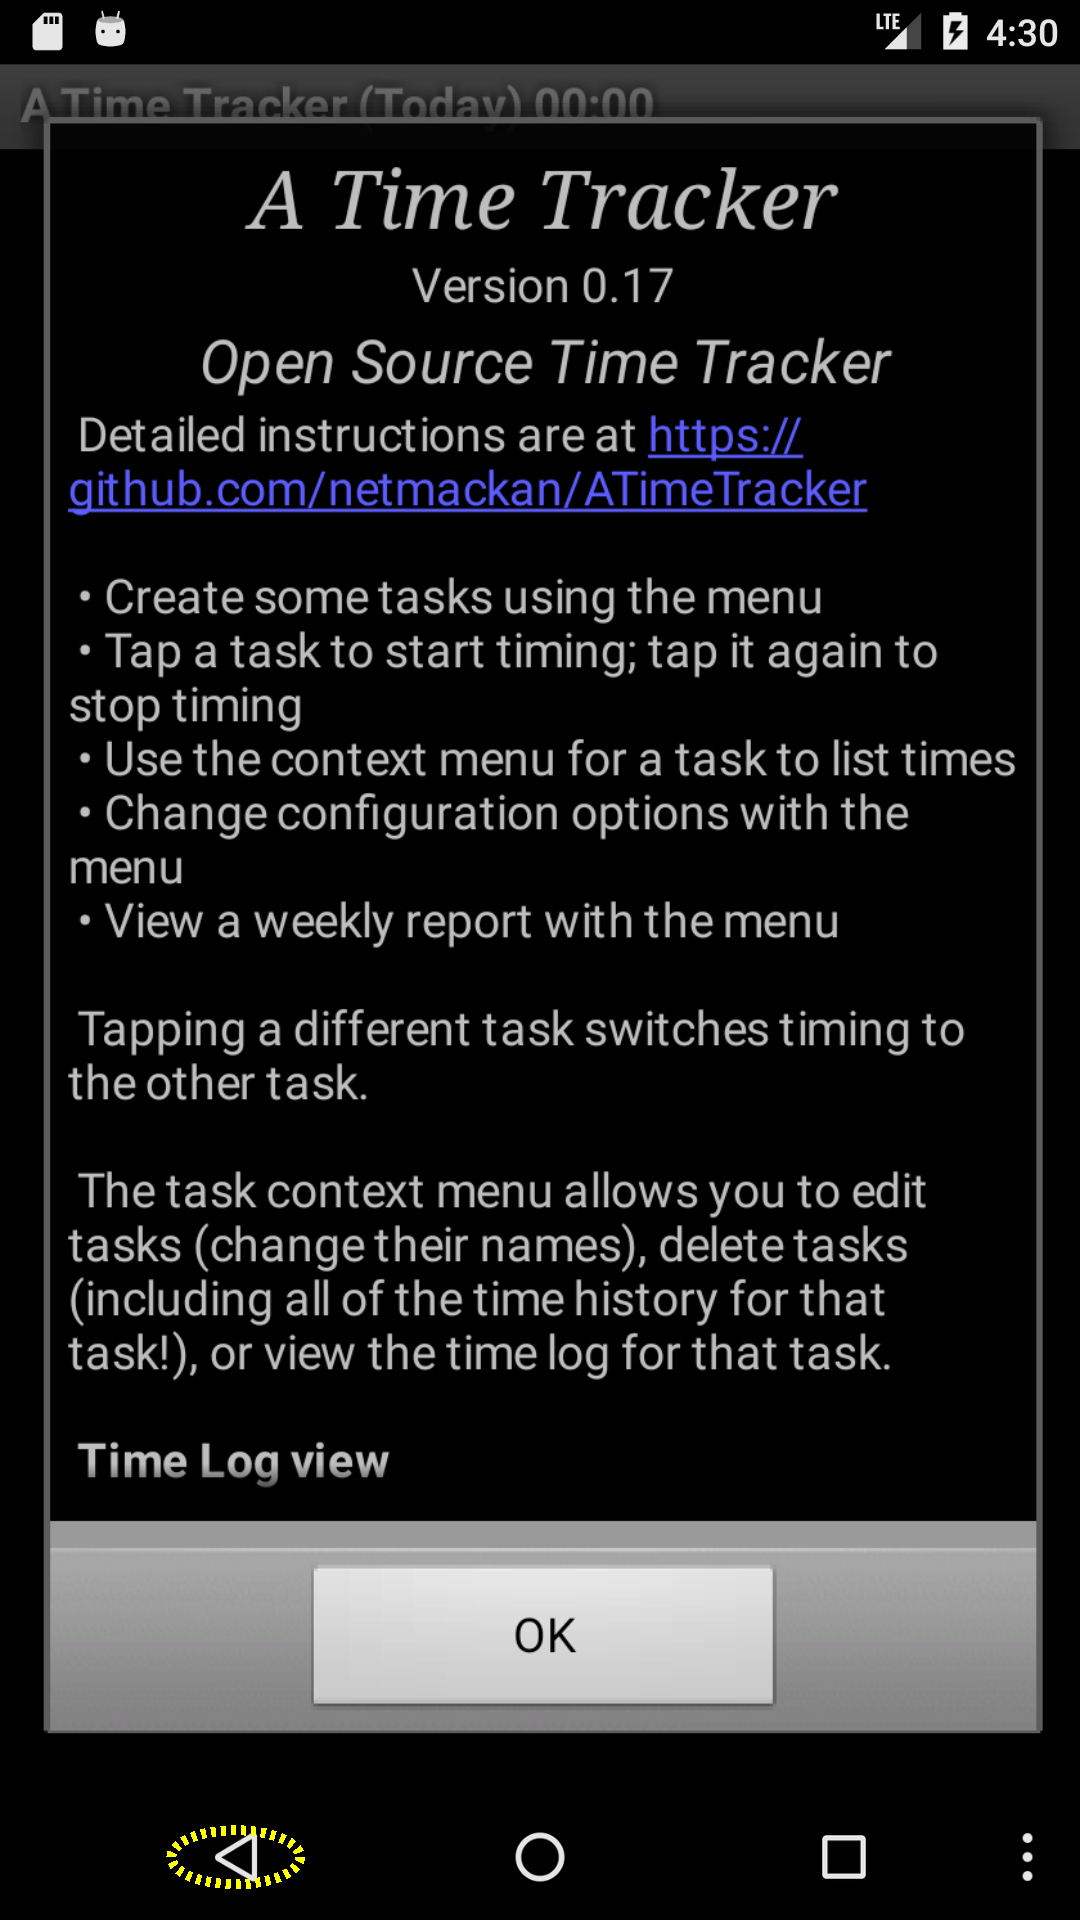 LTE 4:30
A Time Tracker (Today) 00:00
A Time Tracker
Version 0.17
Open Source Time Tracker
Detailed instructions are at https://
github.com/netmackan/ATimeTracker
• Create some tasks using the menu
• Tap a task to start timing; tap it again to
stop timing
• Use the context menu for a task to list times
• Change configuration options with the
menu
• View a weekly report with the menu
Tapping a different task switches timing to
the other task.
The task context menu allows you to edit
tasks (change their names), delete tasks
(including all of the time history for that
task!), or view the time log for that task.
Time Log view
OK